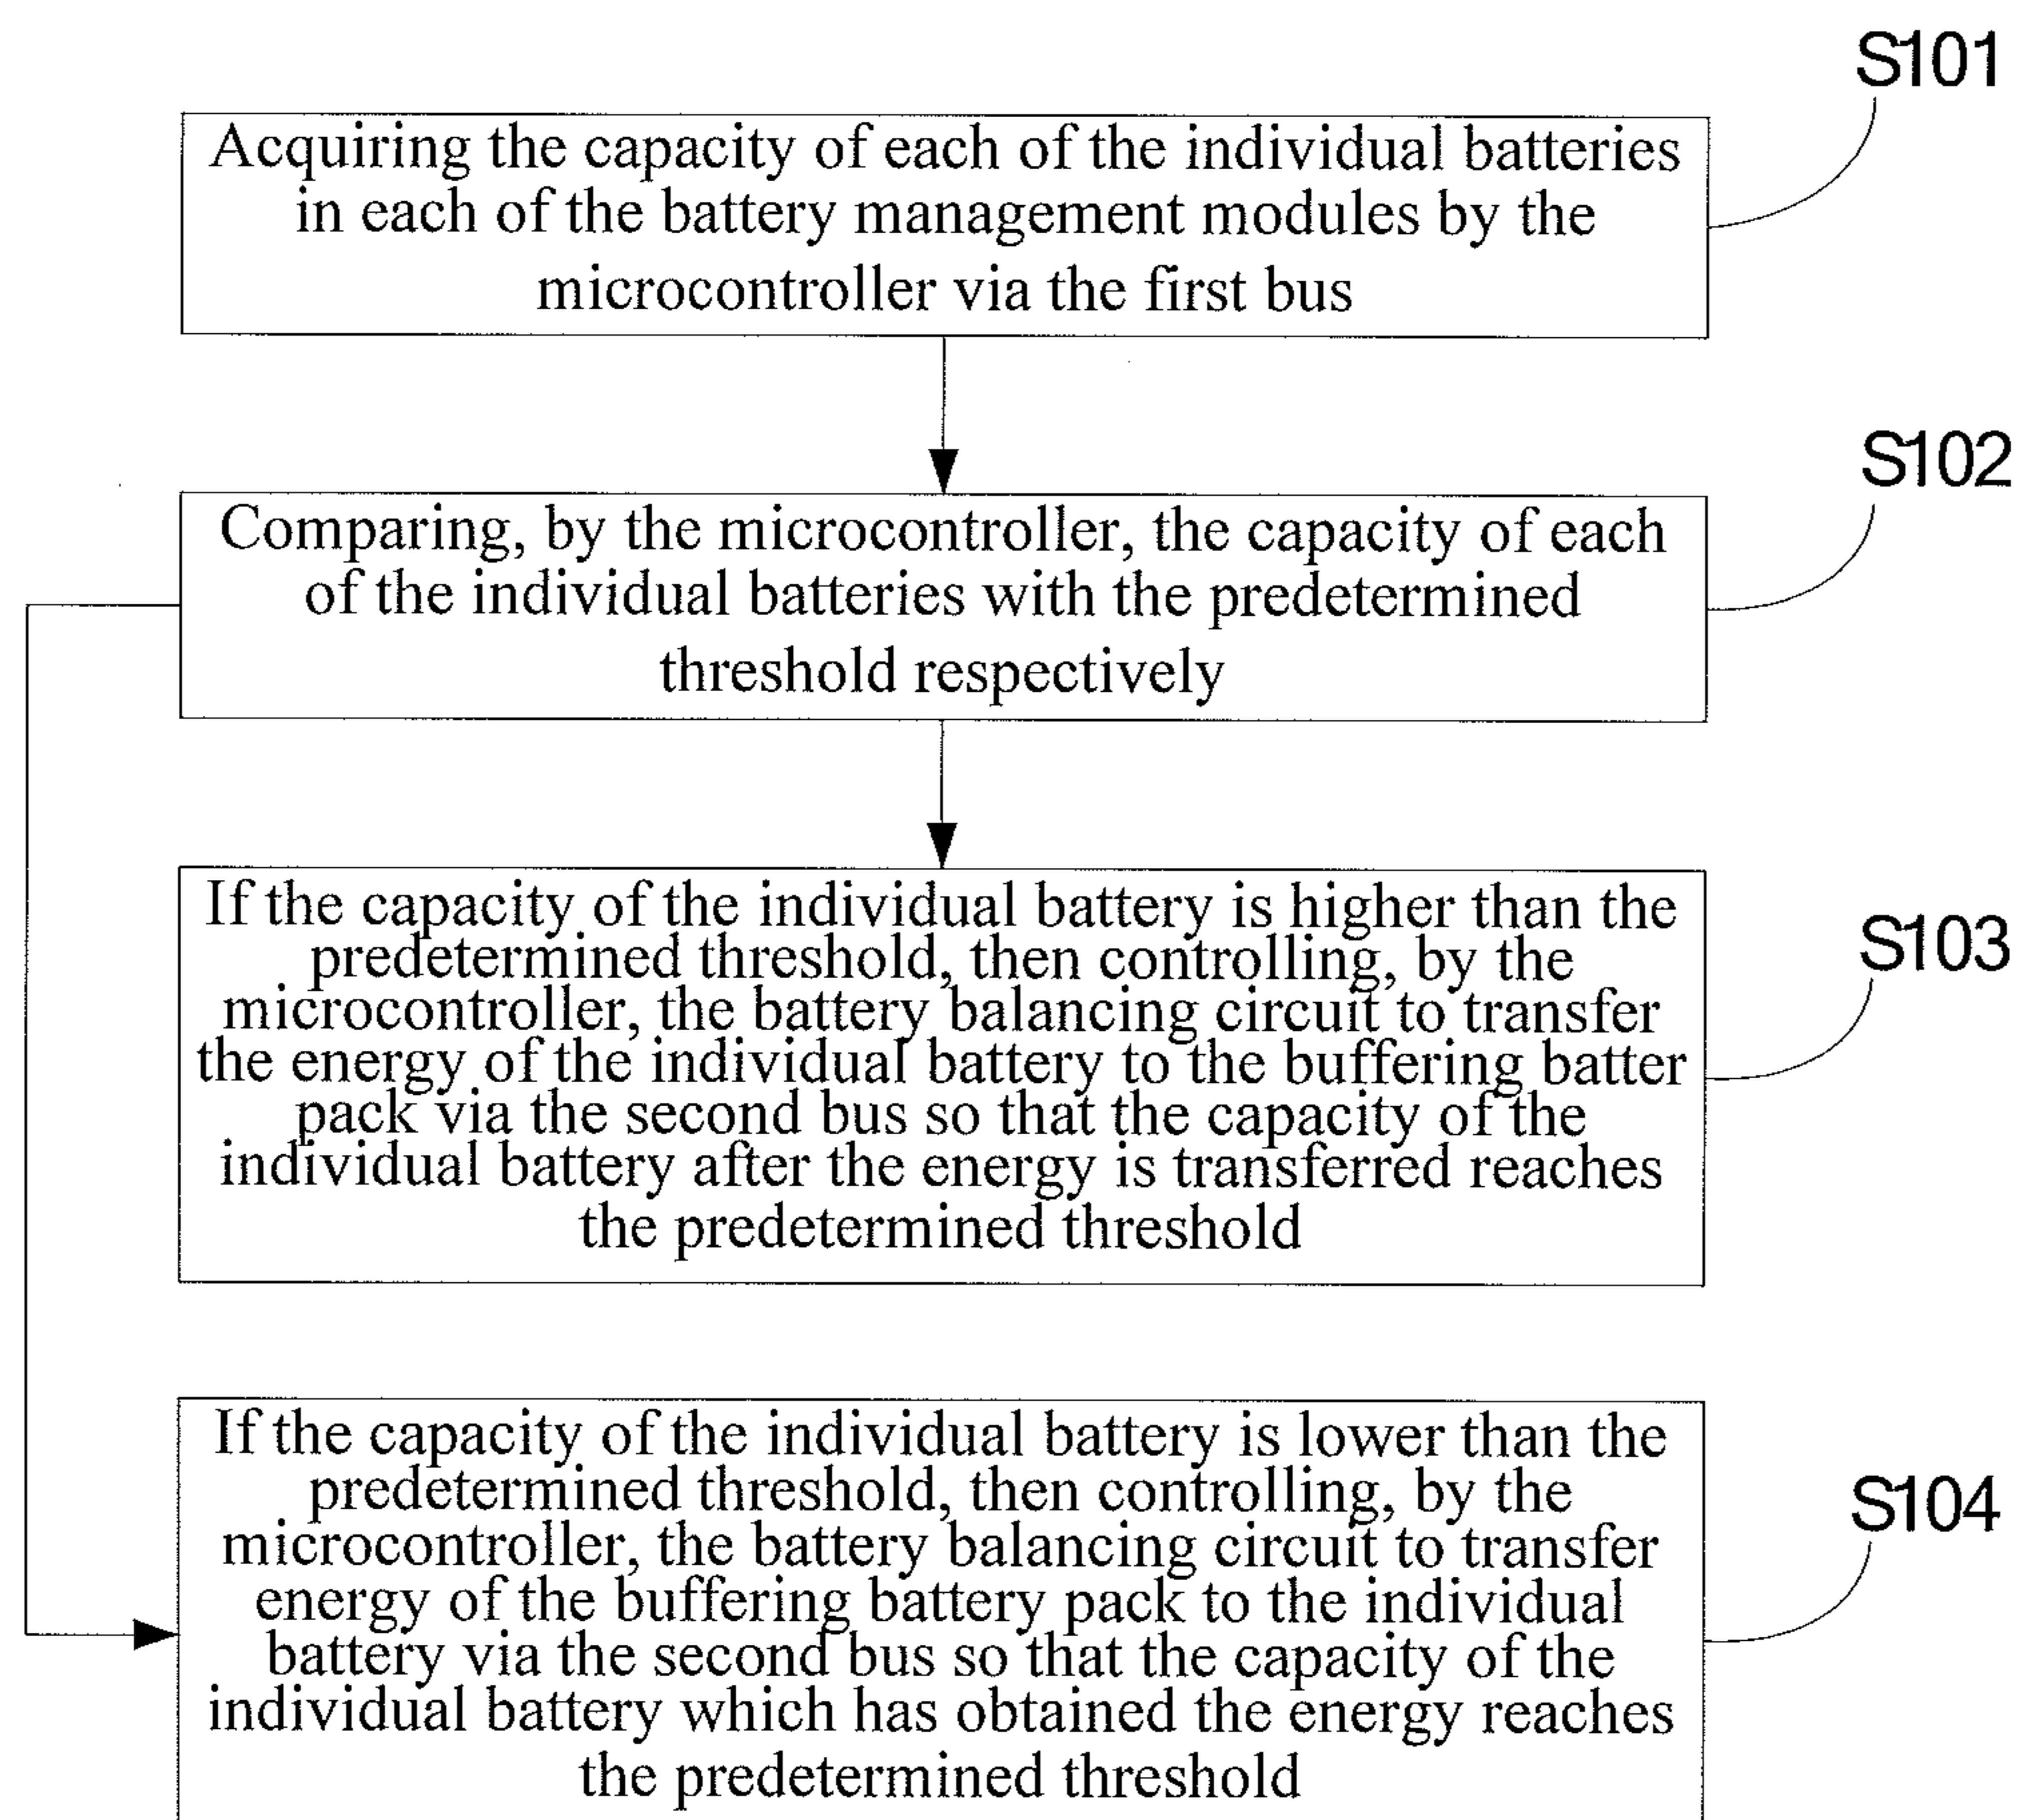 S101
Acquiring the capacity of each of the individual batteries
in each of the battery management modules by the
microcontroller via the first bus
S102
Comparing, by the microcontroller, the capacity of each
of the individual batteries with the predetermined
threshold respectively
If the capacity of the individual battery is higher than the
predetermined threshold, then controlling, by the
microcontroller, the battery balancing circuit to transfer
the energy of the individual battery to the buffering batter
pack via the second bus so that the capacity of the
individual battery after the energy is transferred reaches
the predetermined threshold
S103
If the capacity of the individual battery is lower than the
predetermined threshold, then controlling, by the
microcontroller, the battery balancing circuit to transfer
energy of the buffering battery pack to the individual
battery via the second bus so that the capacity of the
individual battery which has obtained the energy reaches
the predetermined threshold
S104